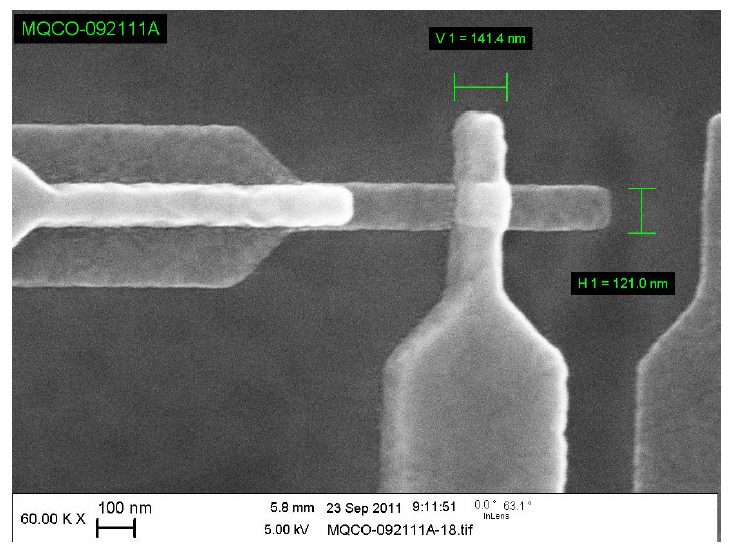 MQCO-092111A
V 1 = 141.4 nm
H 1 = 121.0 nm
60.00 K X
100 nm
5.8 mm 23 Sep 2011 9:11:51 0.0° 63.1°
InLens
5.00 kV MQCO-092111A-18.tif